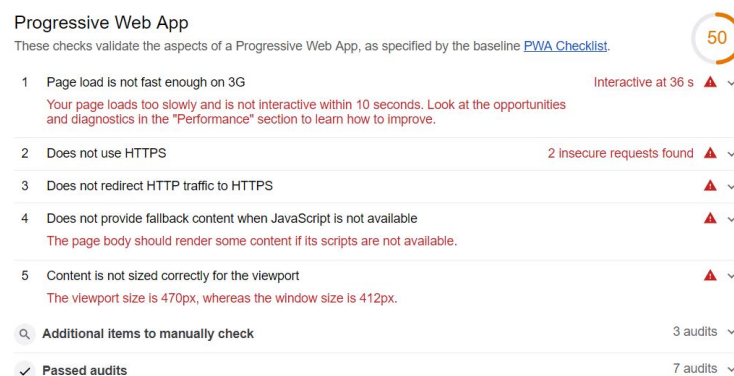 Progressive Web App
These checks validate the aspects of a Progressive Web App, as specified by the baseline PWA Checklist.
50
1 Page load is not fast enough on 3G Interactive at 36 s
Your page loads too slowly and is not interactive within 10 seconds. Look at the opportunities
and diagnostics in the "Performance" section to learn how to improve.
2 Does not use HTTPS 2 insecure requests found
3 Does not redirect HTTP traffic to HTTPS
4 Does not provide fallback content when JavaScript is not available
The page body should render some content if its scripts are not available.
5 Content is not sized correctly for the viewport
The viewport size is 470px, whereas the window size is 412px.
Additional items to manually check 3 audits
Passed audits 7 audits